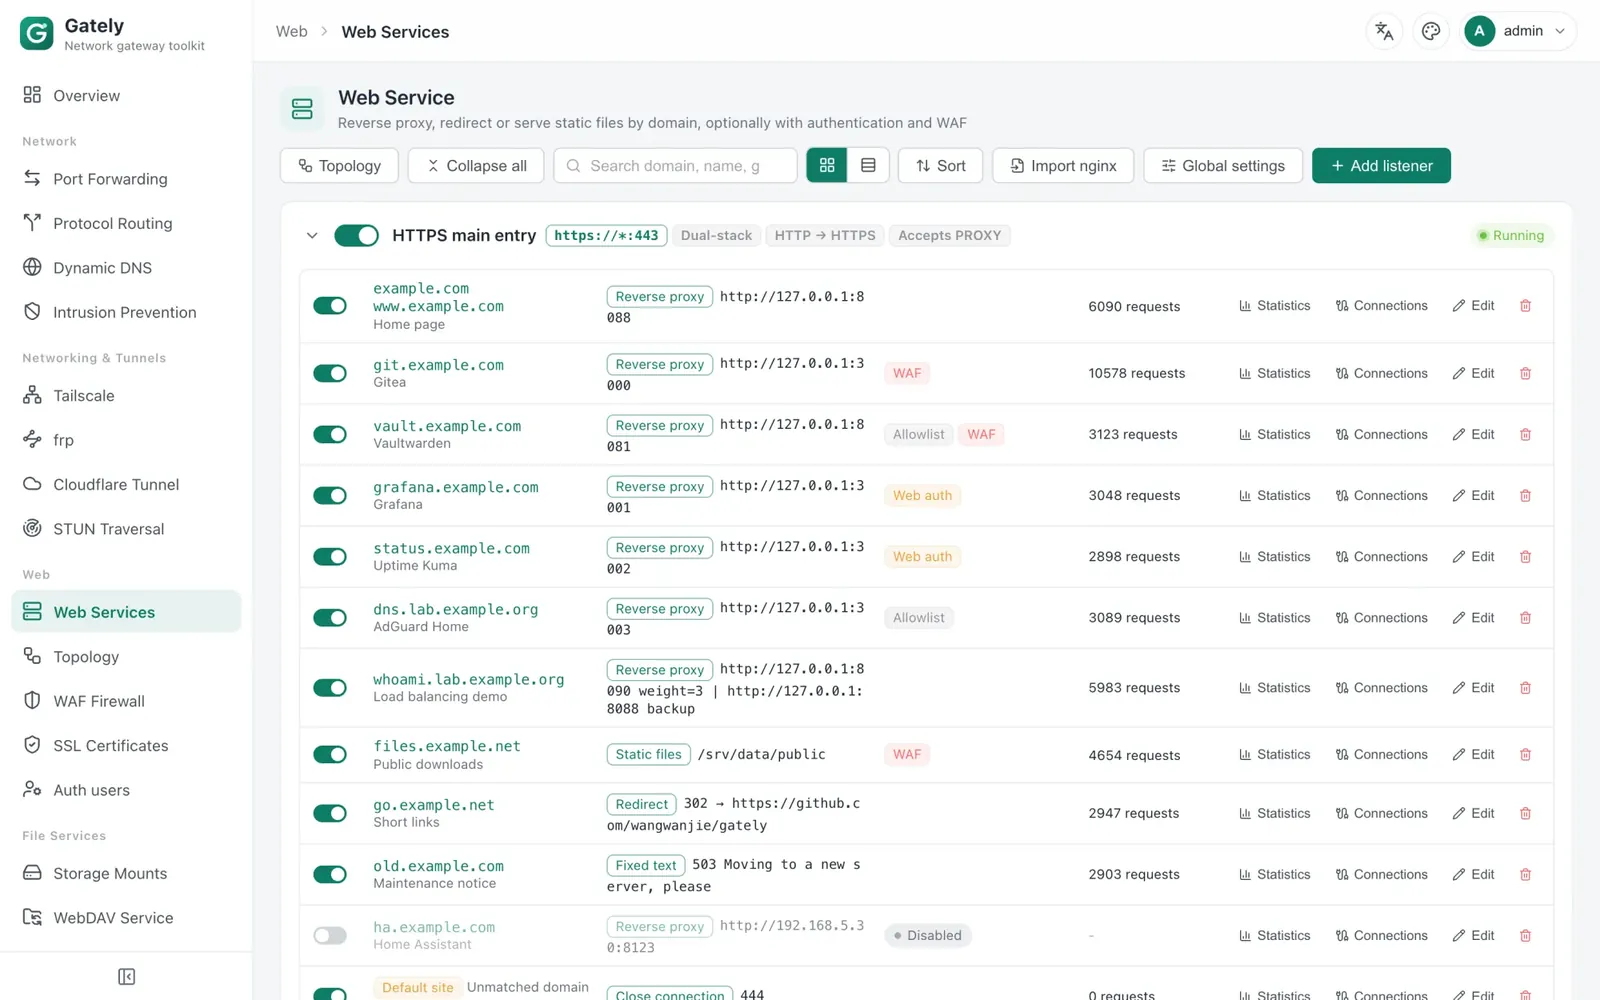 Gately
Network gateway toolkit
Overview
Network
Port Forwarding
Protocol Routing
Dynamic DNS
Intrusion Prevention
Networking & Tunnels
Tailscale
frp
Cloudflare Tunnel
STUN Traversal
Web
Web Services
Topology
WAF Firewall
SSL Certificates
Auth users
File Services
Storage Mounts
WebDAV Service
Web > Web Services
A admin
Web Service
Reverse proxy, redirect or serve static files by domain, optionally with authentication and WAF
Topology Collapse all Search domain, name, g Sort Import nginx Global settings + Add listener
HTTPS main entry https://*:443 Dual-stack HTTP → HTTPS Accepts PROXY Running
example.com
www.example.com
Home page
Reverse proxy http://127.0.0.1:8
088
6090 requests Statistics Connections Edit
git.example.com
Gitea
Reverse proxy http://127.0.0.1:3
000
WAF
10578 requests Statistics Connections Edit
vault.example.com
Vaultwarden
Reverse proxy http://127.0.0.1:8
081
Allowlist WAF
3123 requests Statistics Connections Edit
grafana.example.com
Grafana
Reverse proxy http://127.0.0.1:3
001
Web auth
3048 requests Statistics Connections Edit
status.example.com
Uptime Kuma
Reverse proxy http://127.0.0.1:3
002
Web auth
2898 requests Statistics Connections Edit
dns.lab.example.org
AdGuard Home
Reverse proxy http://127.0.0.1:3
003
Allowlist
3089 requests Statistics Connections Edit
whoami.lab.example.org
Load balancing demo
Reverse proxy http://127.0.0.1:8
090 weight=3 | http://127.0.0.1:
8088 backup
5983 requests Statistics Connections Edit
files.example.net
Public downloads
Static files /srv/data/public
WAF
4654 requests Statistics Connections Edit
go.example.net
Short links
Redirect 302 → https://github.c
om/wangwanjie/gately
2947 requests Statistics Connections Edit
old.example.com
Maintenance notice
Fixed text 503 Moving to a new s
erver, please
2903 requests Statistics Connections Edit
ha.example.com
Home Assistant
Reverse proxy http://192.168.5.3
0:8123
Disabled
- Statistics Connections Edit
Default site Unmatched domain
Close connection 444
0 requests Statistics Connections Edit